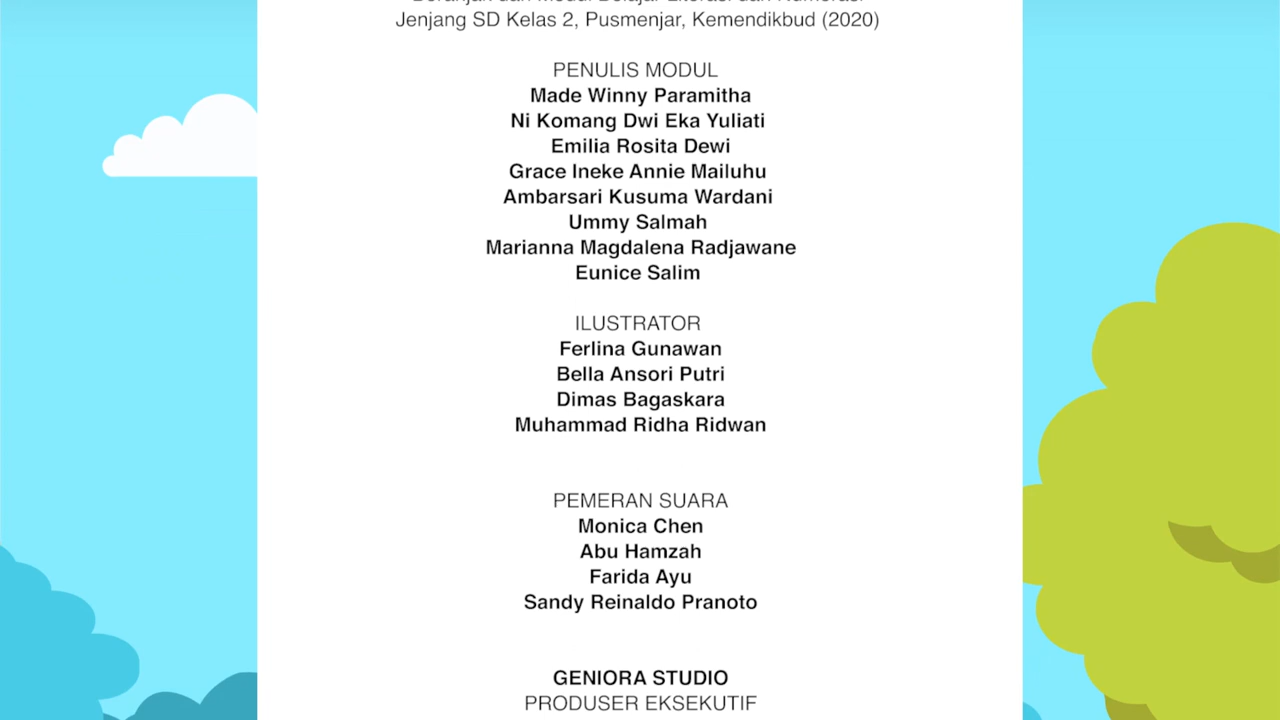 Jenjang SD Kelas 2, Pusmenjar, Kemendikbud (2020)
PENULIS MODUL
Made Winny Paramitha
Ni Komang Dwi Eka Yuliati
Emilia Rosita Dewi
Grace Ineke Annie Mailuhu
Ambarsari Kusuma Wardani
Ummy Salmah
Marianna Magdalena Radjawane
Eunice Salim
ILUSTRATOR
Ferlina Gunawan
Bella Ansori Putri
Dimas Bagaskara
Muhammad Ridha Ridwan
PEMERAN SUARA
Monica Chen
Abu Hamzah
Farida Ayu
Sandy Reinaldo Pranoto
GENIORA STUDIO
PRODUSER EKSEKUTIF